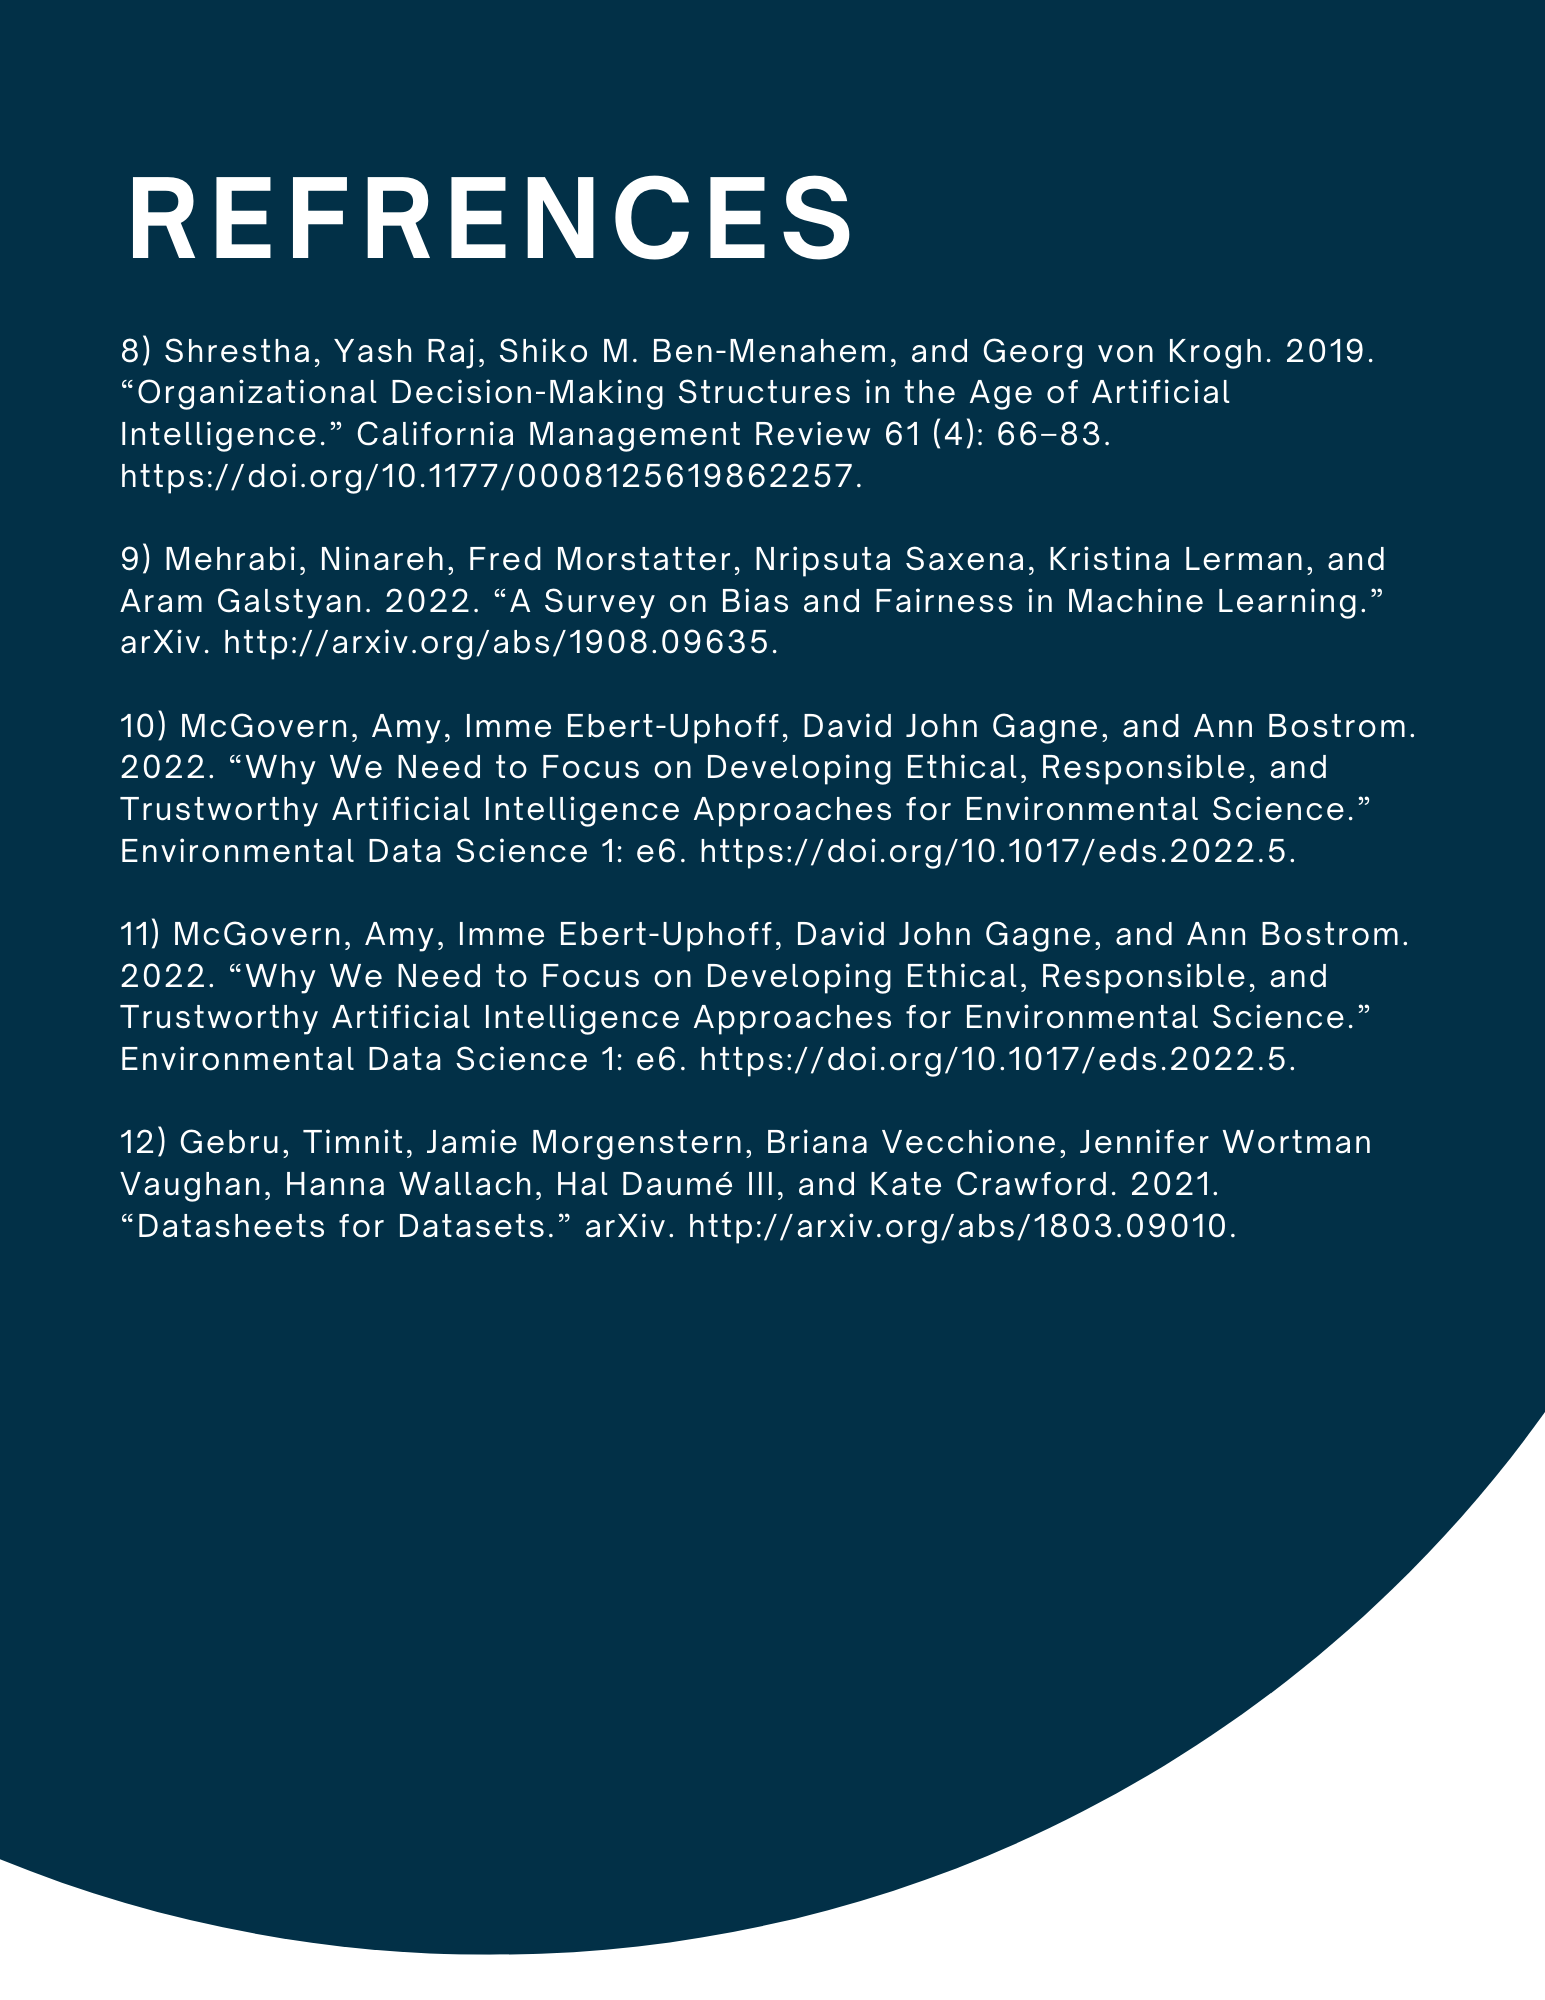 REFRENCES
8) Shrestha, Yash Raj, Shiko M. Ben-Menahem, and Georg von Krogh. 2019.
“Organizational Decision-Making Structures in the Age of Artificial
Intelligence.” California Management Review 61 (4): 66–83.
https://doi.org/10.1177/0008125619862257.
9) Mehrabi, Ninareh, Fred Morstatter, Nripsuta Saxena, Kristina Lerman, and
Aram Galstyan. 2022. “A Survey on Bias and Fairness in Machine Learning.”
arXiv. http://arxiv.org/abs/1908.09635.
10) McGovern, Amy, Imme Ebert-Uphoff, David John Gagne, and Ann Bostrom.
2022. “Why We Need to Focus on Developing Ethical, Responsible, and
Trustworthy Artificial Intelligence Approaches for Environmental Science.”
Environmental Data Science 1: e6. https://doi.org/10.1017/eds.2022.5.
11) McGovern, Amy, Imme Ebert-Uphoff, David John Gagne, and Ann Bostrom.
2022. “Why We Need to Focus on Developing Ethical, Responsible, and
Trustworthy Artificial Intelligence Approaches for Environmental Science.”
Environmental Data Science 1: e6. https://doi.org/10.1017/eds.2022.5.
12) Gebru, Timnit, Jamie Morgenstern, Briana Vecchione, Jennifer Wortman
Vaughan, Hanna Wallach, Hal Daumé III, and Kate Crawford. 2021.
“Datasheets for Datasets.” arXiv. http://arxiv.org/abs/1803.09010.